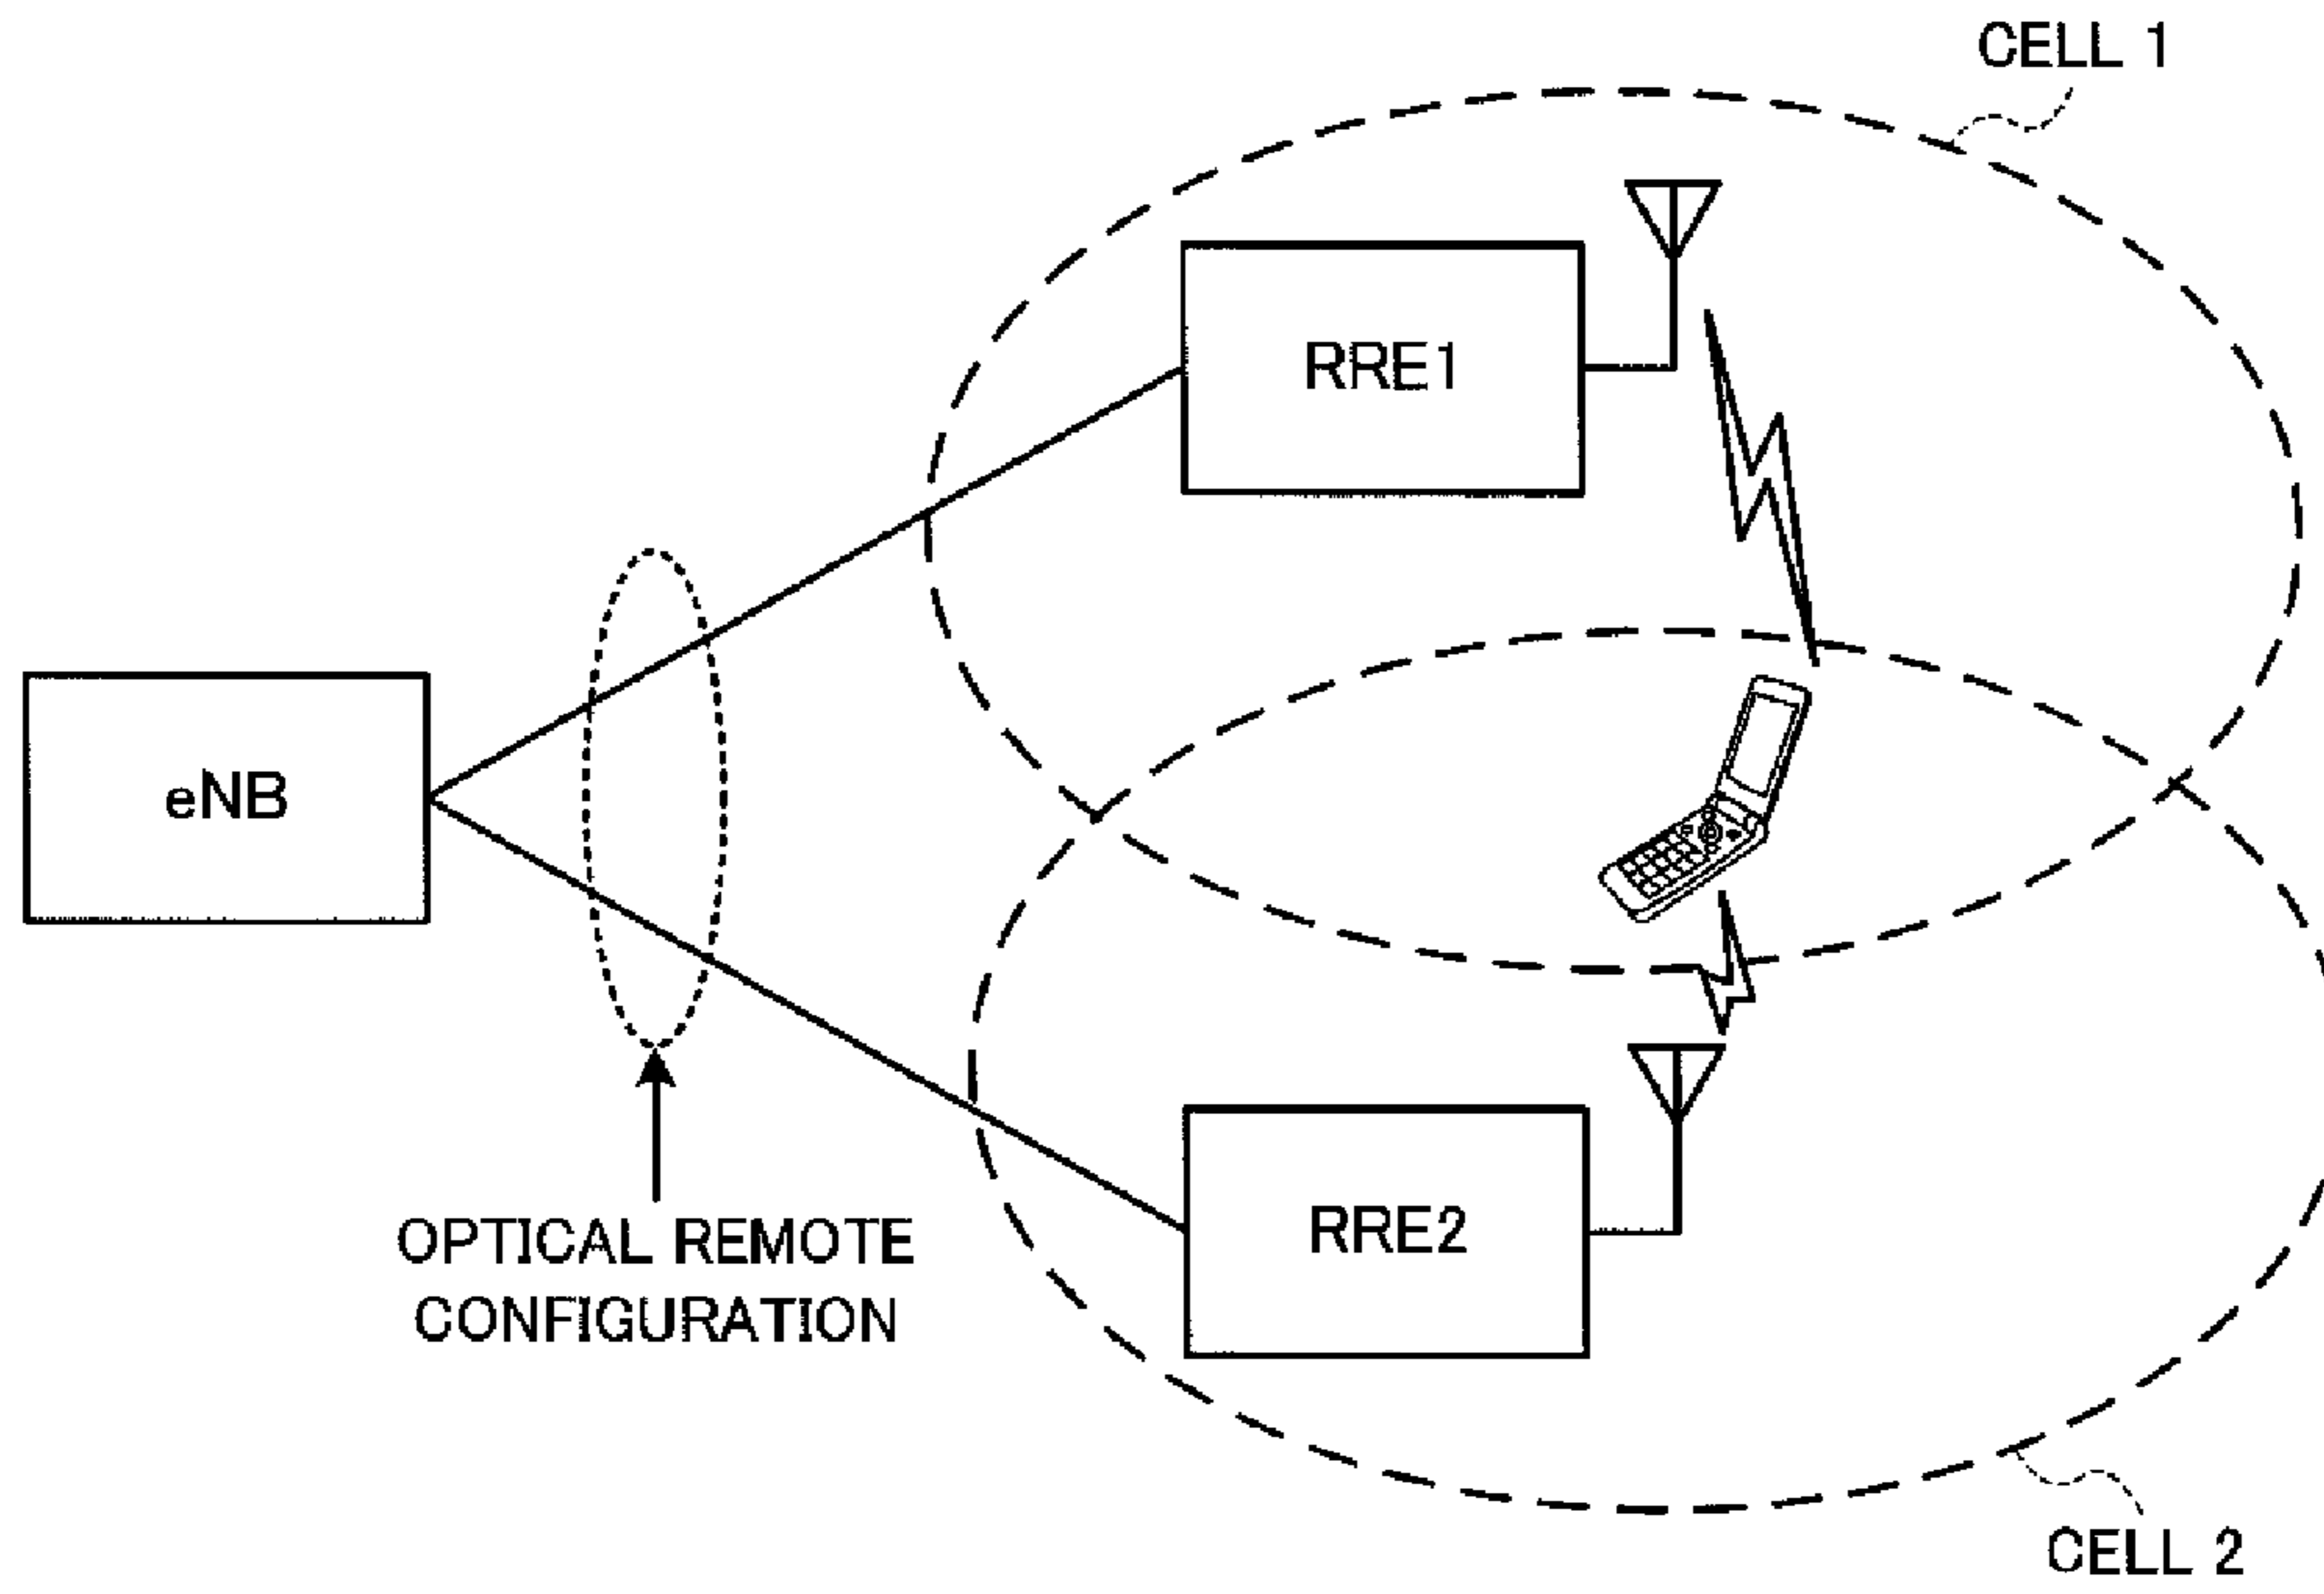 CELL 1
RRE1
eNB
OPTICAL REMOTE
CONFIGURATION
RRE2
CELL 2